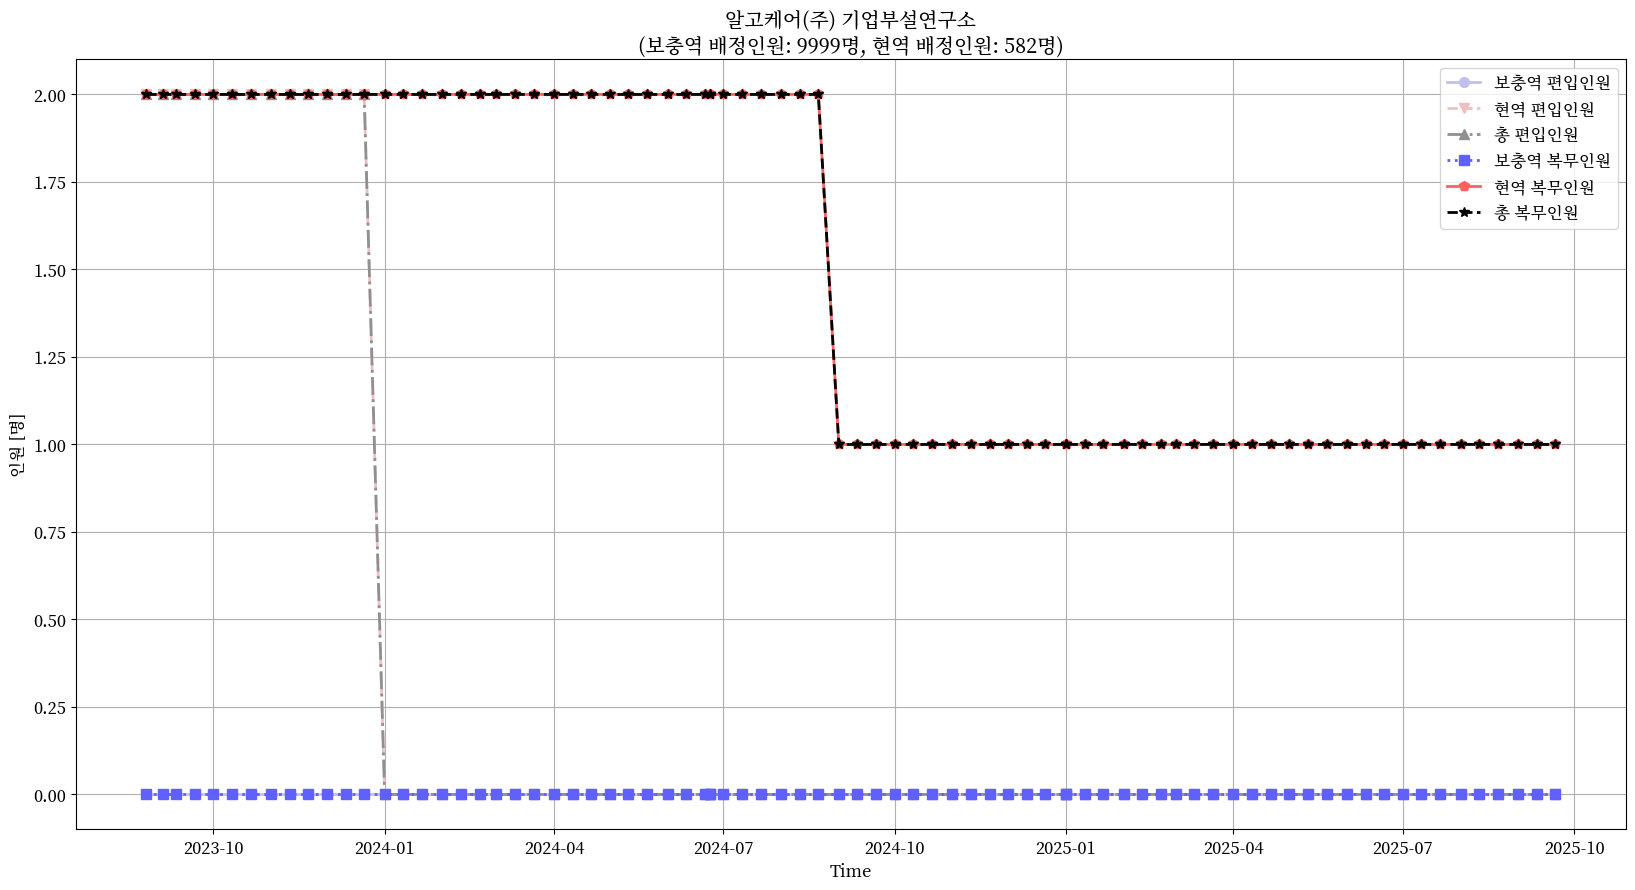 알고케어(주) 기업부설연구소
(보충역 배정인원: 9999명, 현역 배정인원: 582명)
보충역 편입인원
현역 편입인원
총 편입인원
보충역 복무인원
현역 복무인원
총 복무인원
인원 [명]
2.00
1.75
1.50
1.25
1.00
0.75
0.50
0.25
0.00
2023-10
2024-01
2024-04
2024-07
2024-10
2025-01
2025-04
2025-07
2025-10
Time